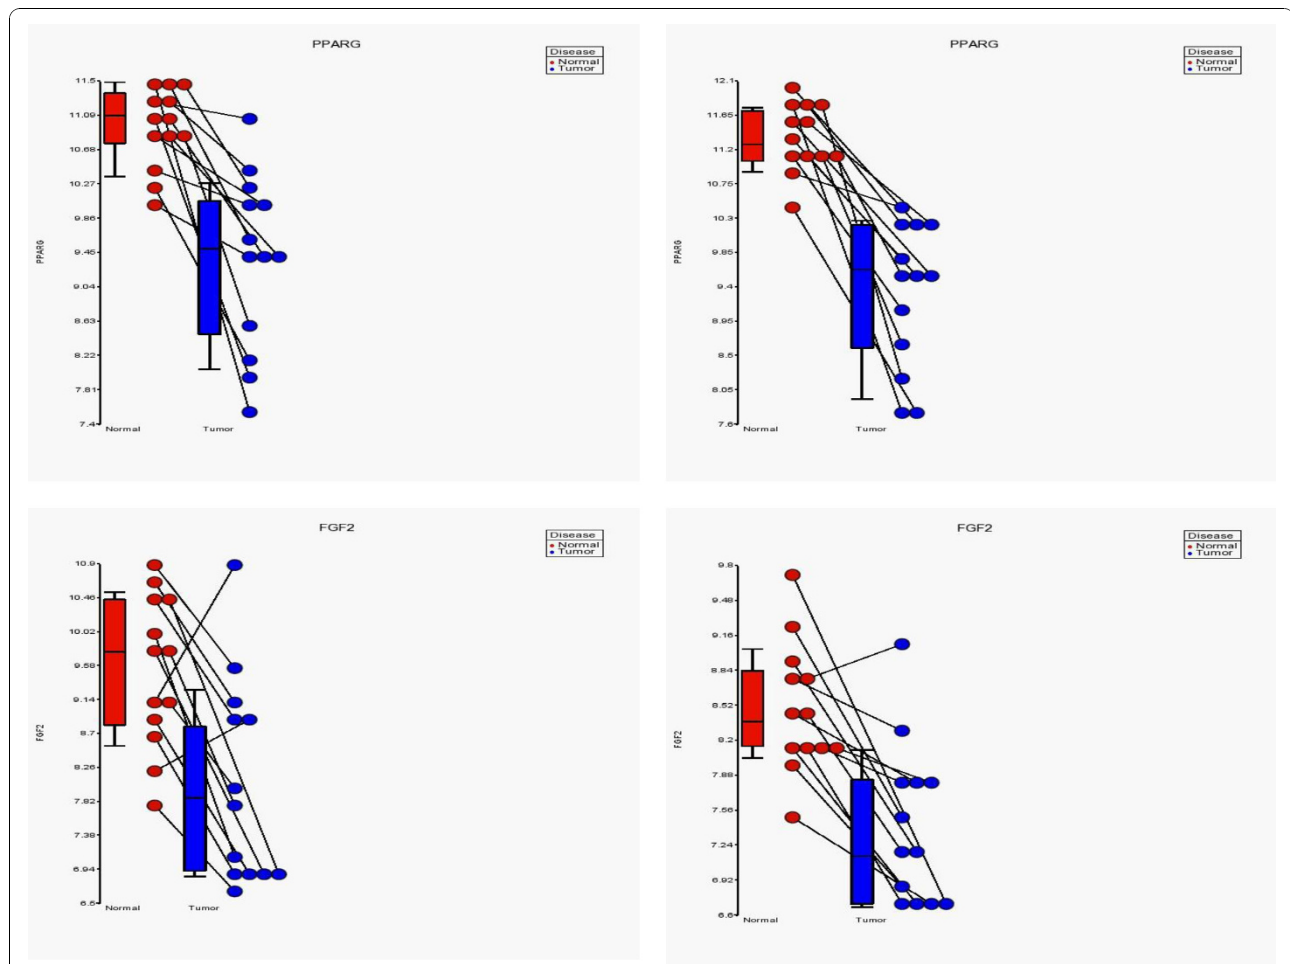 PPARG
Disease
Normal
Tumor
11.5
11.09
10.68
10.27
9.86
9.45
9.04
8.63
8.22
7.81
7.4
PPARG
Normal Tumor
PPARG
Disease
Normal
Tumor
12.1
11.65
11.2
10.75
10.3
9.85
9.4
8.95
8.5
8.05
7.6
PPARG
Normal Tumor
FGF2
Disease
Normal
Tumor
10.9
10.46
10.02
9.58
9.14
8.7
8.26
7.82
7.38
6.94
6.5
FGF2
Normal Tumor
FGF2
Disease
Normal
Tumor
9.8
9.48
9.16
8.84
8.52
8.2
7.88
7.56
7.24
6.92
6.6
FGF2
Normal Tumor